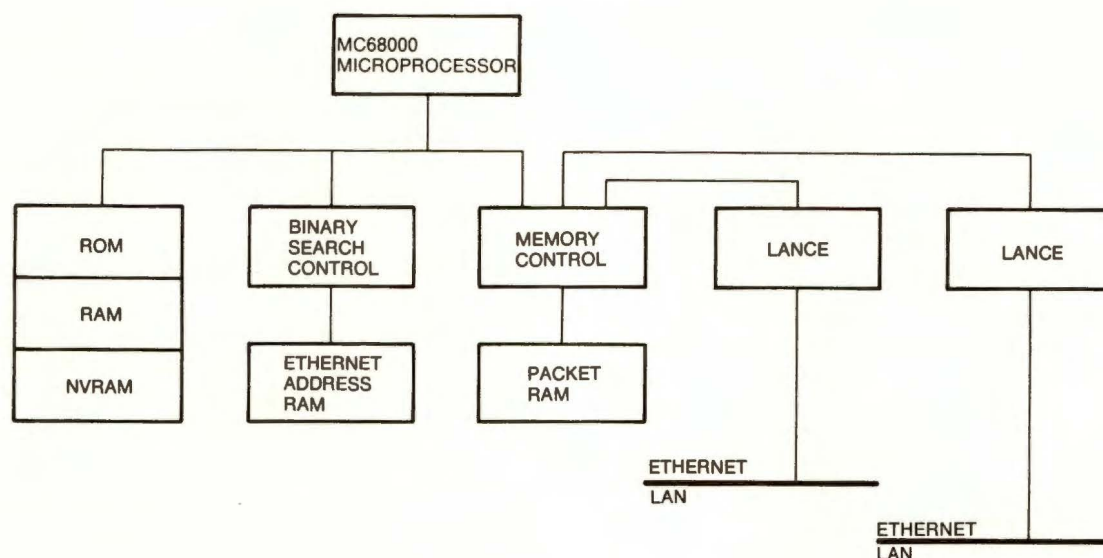 MC68000
MICROPROCESSOR
ROM
RAM
NVRAM
BINARY
SEARCH
CONTROL
ETHERNET
ADDRESS
RAM
MEMORY
CONTROL
PACKET
RAM
LANCE
LANCE
ETHERNET
LAN
ETHERNET
LAN